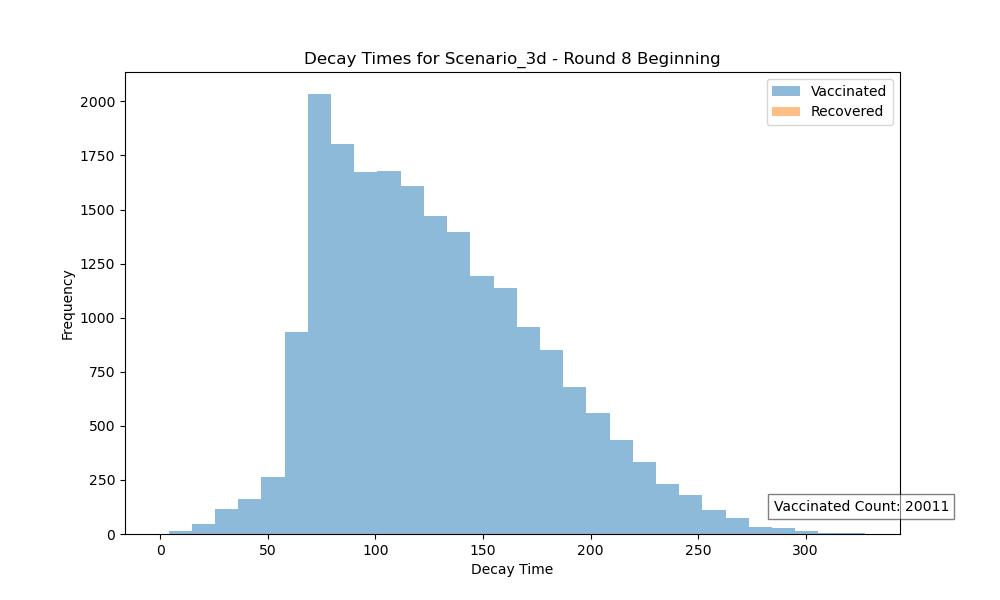 Decay Times for Scenario_3d - Round 8 Beginning
Vaccinated
Recovered
Frequency
2000
1750
1500
1250
1000
750
500
250
0
Vaccinated Count: 20011
0 50 100 150 200 250 300
Decay Time